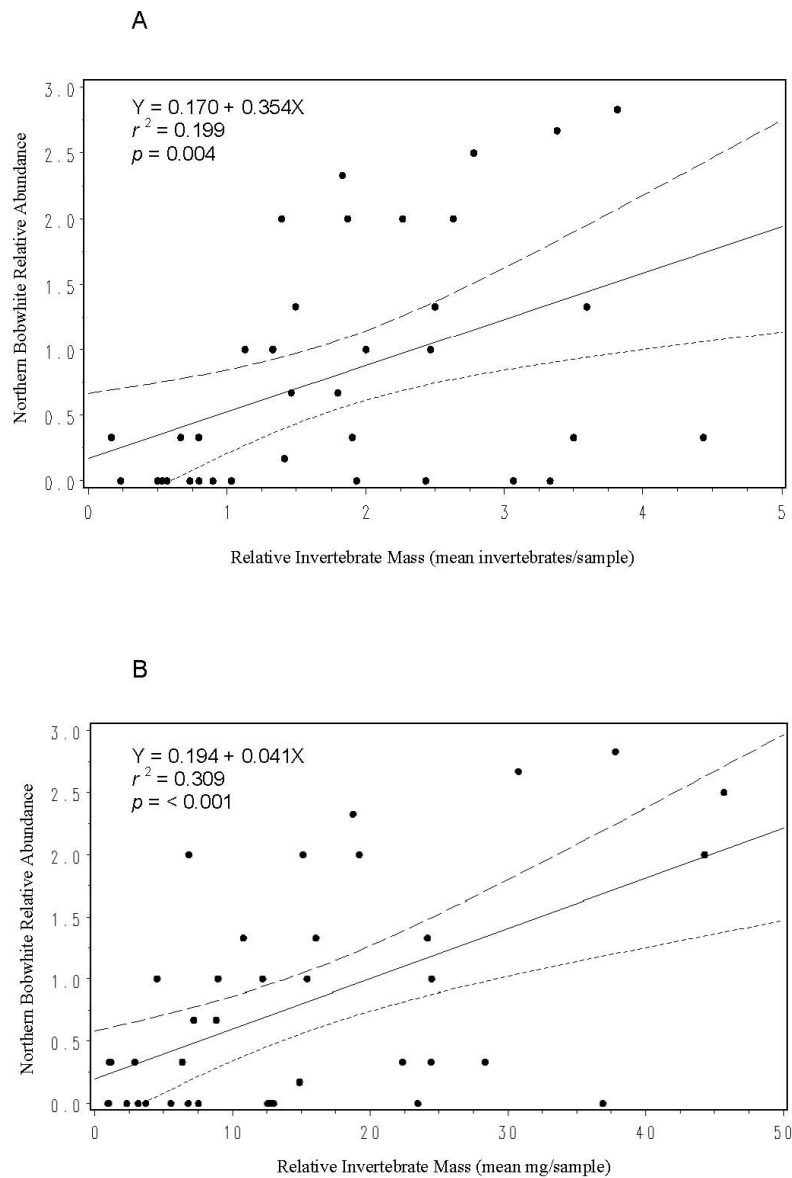 A
3.0
2.5
2.0
1.5
1.0
0.5
0.0
Northern Bobwhite Relative Abundance
Y = 0.170 + 0.354X
r 2 = 0.199
p = 0.004
0 1 2 3 4 5
Relative Invertebrate Mass (mean invertebrates/sample)
B
3.0
2.5
2.0
1.5
1.0
0.5
0.0
Northern Bobwhite Relative Abundance
Y = 0.194 + 0.041X
r 2 = 0.309
p = < 0.001
0 10 20 30 40 50
Relative Invertebrate Mass (mean mg/sample)